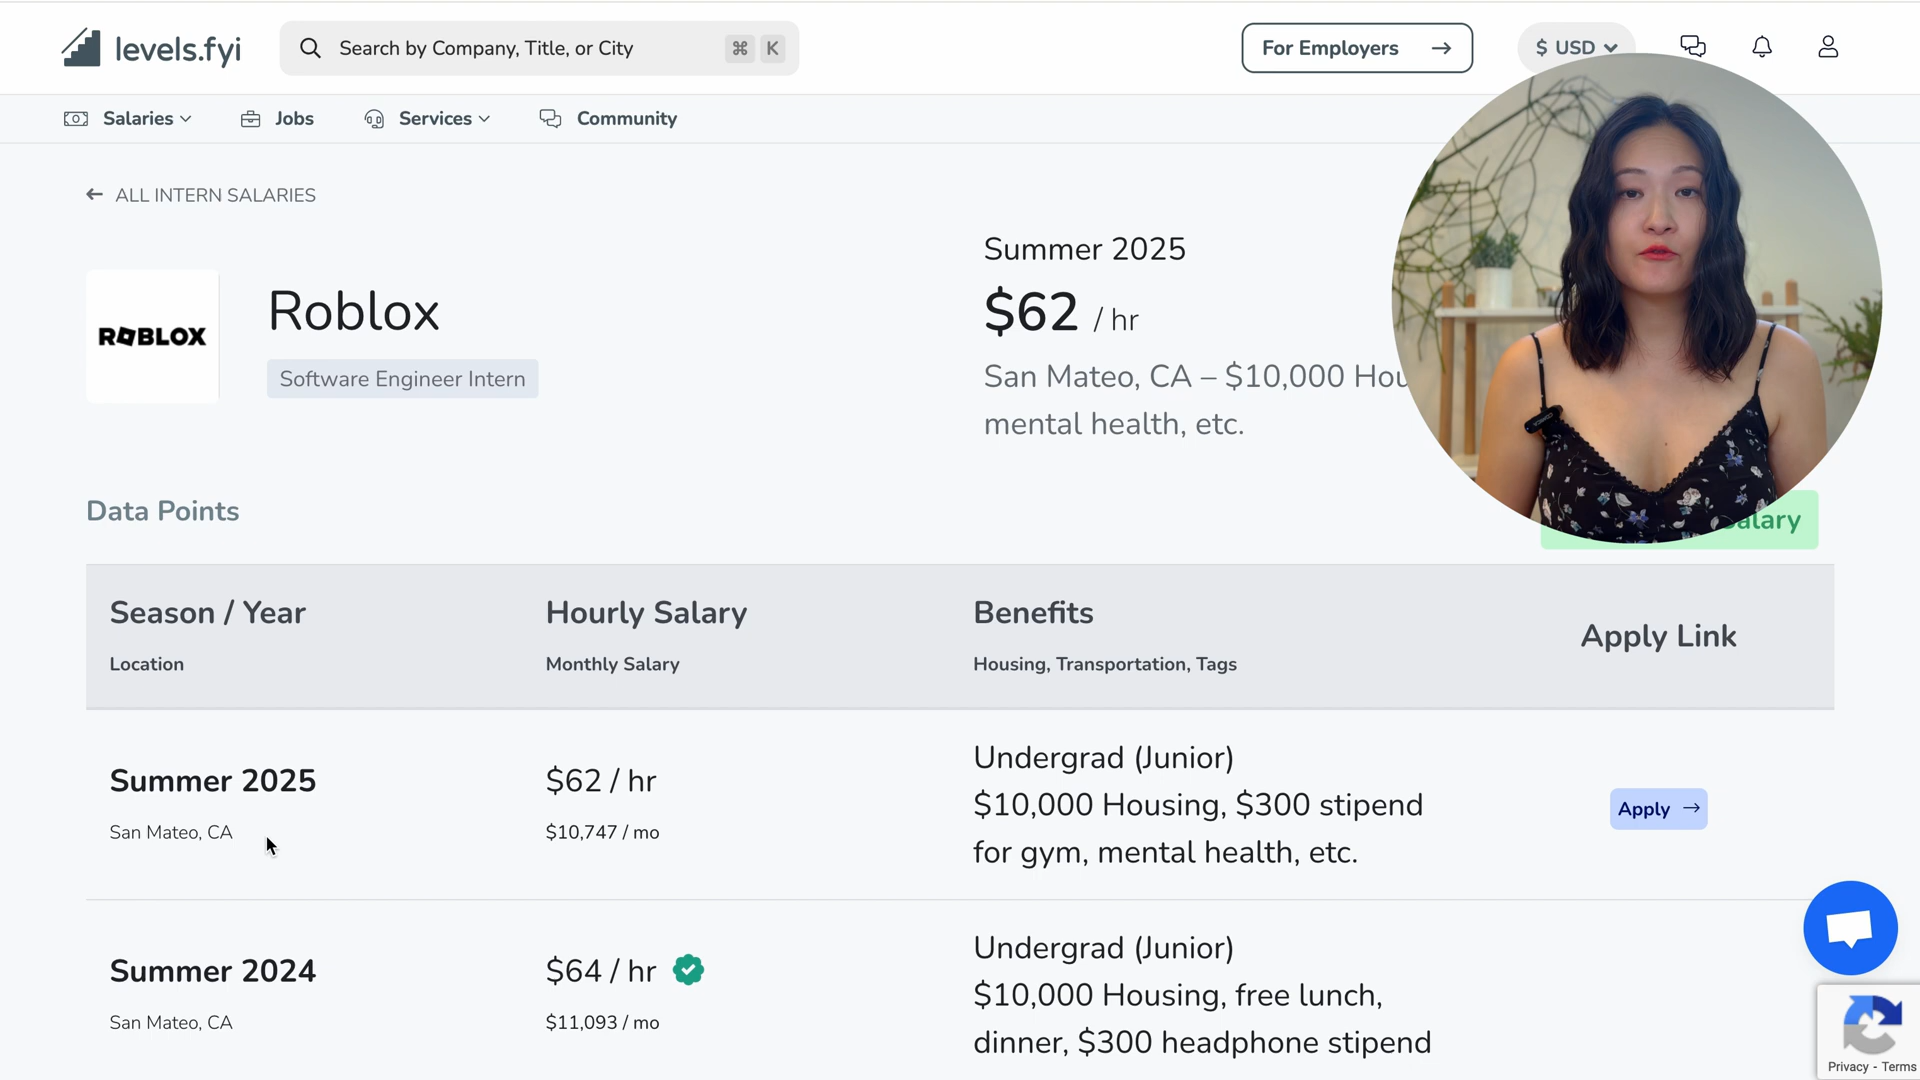 levels.fyi
Search by Company, Title, or City
⌘ K
For Employers →
$ USD
Salaries
Jobs
Services
Community
← ALL INTERN SALARIES
ROBLOX
Roblox
Software Engineer Intern
Summer 2025
$62 / hr
San Mateo, CA – $10,000
mental health, etc.
Data Points
Salary
Season / Year
Location
Hourly Salary
Monthly Salary
Benefits
Housing, Transportation, Tags
Apply Link
Summer 2025
San Mateo, CA
$62 / hr
$10,747 / mo
Undergrad (Junior)
$10,000 Housing, $300 stipend
for gym, mental health, etc.
Apply →
Summer 2024
San Mateo, CA
$64 / hr
$11,093 / mo
Undergrad (Junior)
$10,000 Housing, free lunch,
dinner, $300 headphone stipend
Privacy - Terms